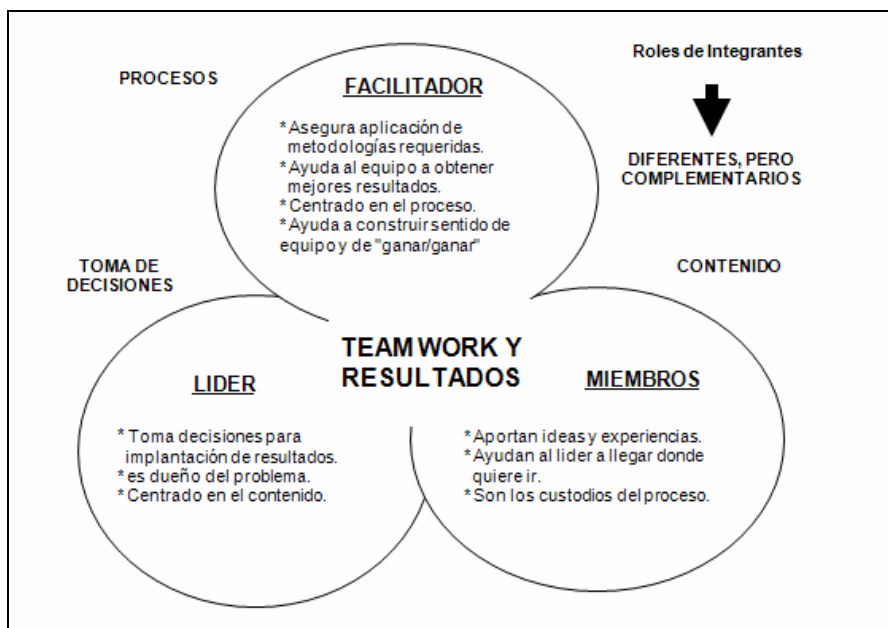 Roles de Integrantes
PROCESOS
FACILITADOR
*Asegura aplicación de
metodologías requeridas.
*Ayuda al equipo a obtener
mejores resultados.
*Centrado en el proceso.
*Ayuda a construir sentido de
equipo y de "ganar/ganar"
DIFERENTES, PERO
COMPLEMENTARIOS
TOMA DE
DECISIONES
CONTENIDO
TEAMWORK Y
RESULTADOS
LIDER
*Toma decisiones para
implantación de resultados.
*es dueño del problema.
*Centrado en el contenido.
MIEMBROS
*Aportan ideas y experiencias.
*Ayudan al lider a llegar donde
quiere ir.
*Son los custodios del proceso.